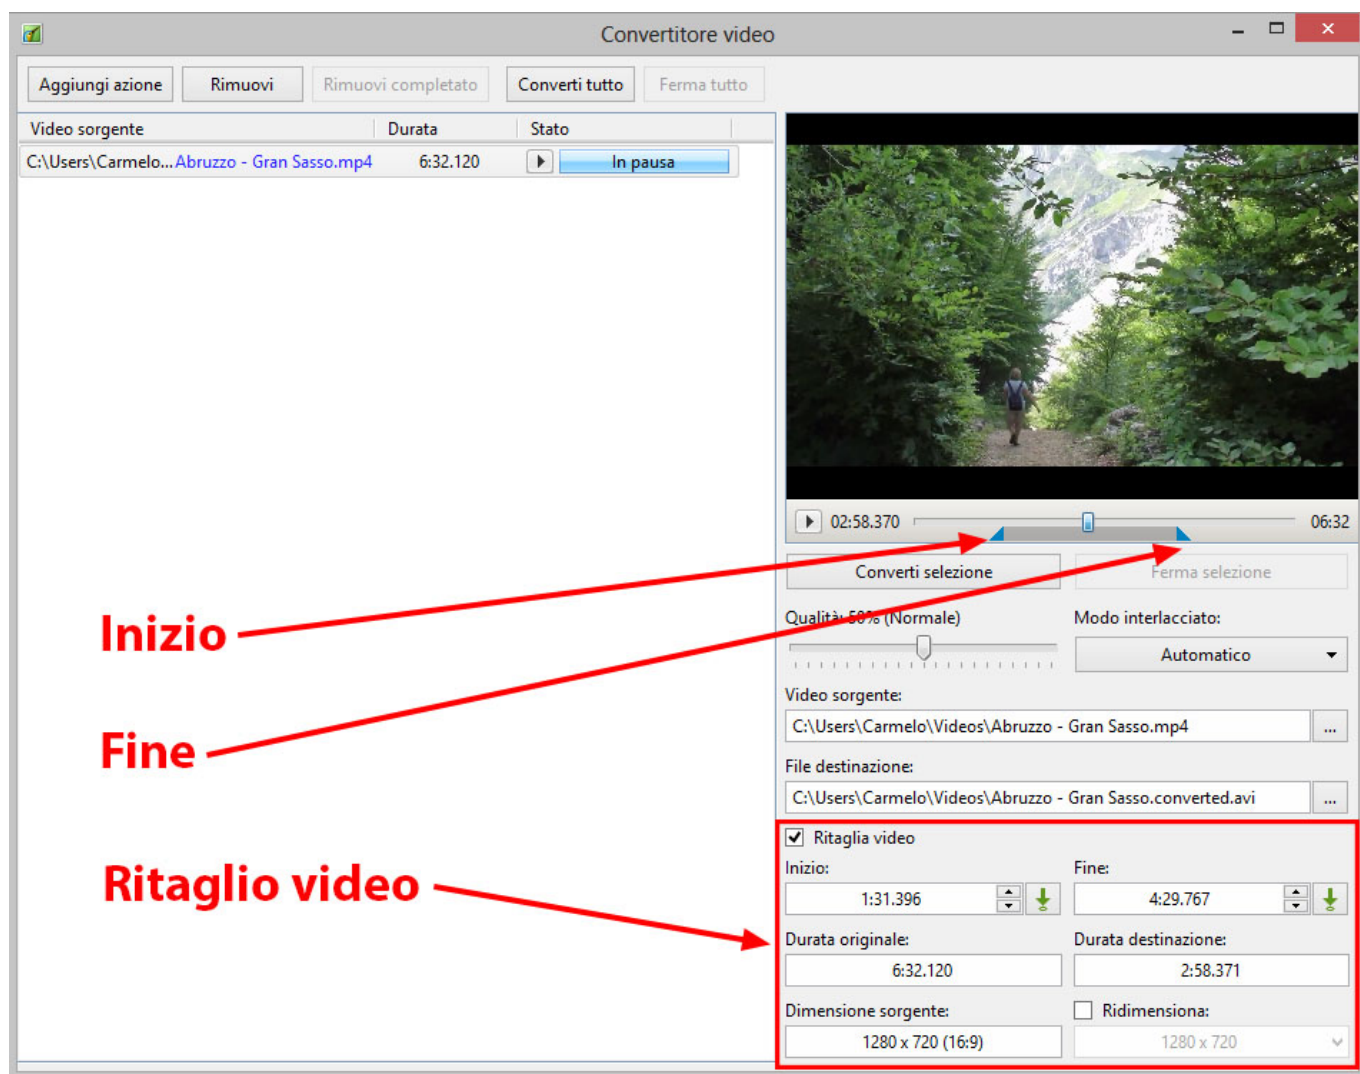 Convertitore video
Aggiungi azione Rimuovi Rimuovi completato Converti tutto Ferma tutto
Video sorgente Durata Stato
C:\Users\Carmelo...Abruzzo - Gran Sasso.mp4 6:32.120 In pausa
02:58.370 06:32
Converti selezione Ferma selezione
Inizio
Qualità: 50% (Normale) Modo interlacciato:
Automatico
Video sorgente:
C:\Users\Carmelo\Videos\Abruzzo - Gran Sasso.mp4 ...
Fine
File destinazione:
C:\Users\Carmelo\Videos\Abruzzo - Gran Sasso.converted.avi ...
Ritaglio video
Ritaglia video
Inizio: Fine:
1:31.396 4:29.767
Durata originale: Durata destinazione:
6:32.120 2:58.371
Dimensione sorgente: Ridimensiona:
1280 x 720 (16:9) 1280 x 720